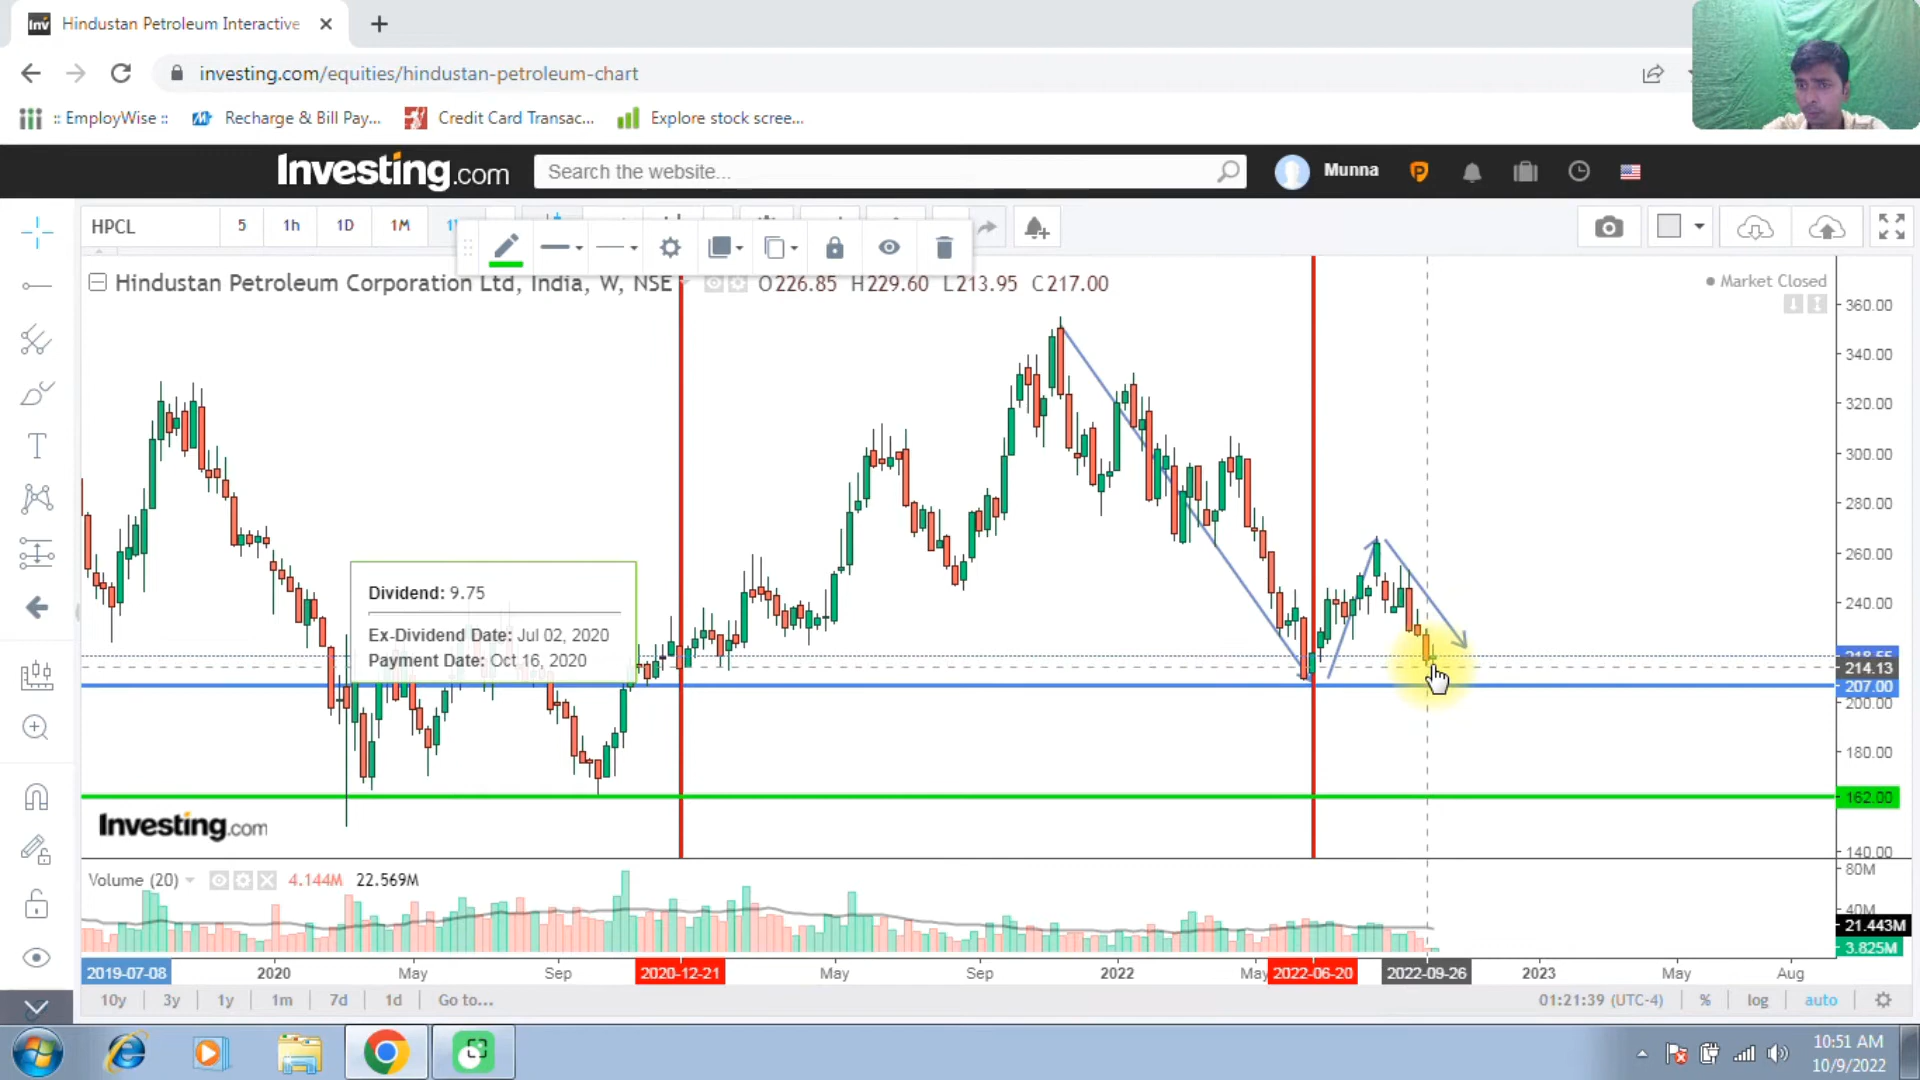 Inv Hindustan Petroleum Interactive
investing.com/equities/hindustan-petroleum-chart
:: EmployWise ::
Recharge & Bill Pay...
Credit Card Transac...
Explore stock scree...
Investing.com
Search the website...
Munna
P
HPCL
5
1h
1D
1M
Hindustan Petroleum Corporation Ltd, India, W, NSE
O226.85 H229.60 L213.95 C217.00
Market Closed
360.00
340.00
320.00
300.00
280.00
260.00
240.00
218.55
214.13
207.00
200.00
180.00
162.00
140.00
Dividend: 9.75
Ex-Dividend Date: Jul 02, 2020
Payment Date: Oct 16, 2020
Investing.com
Volume (20)
4.144M
22.569M
80M
40M
21.443M
3.825M
2019-07-08
2020
May
Sep
2020-12-21
May
Sep
2022
May
2022-06-20
2022-09-26
2023
May
Aug
10y
3y
1y
1m
7d
1d
Go to...
01:21:39 (UTC-4)
%
log
auto
10:51 AM
10/9/2022